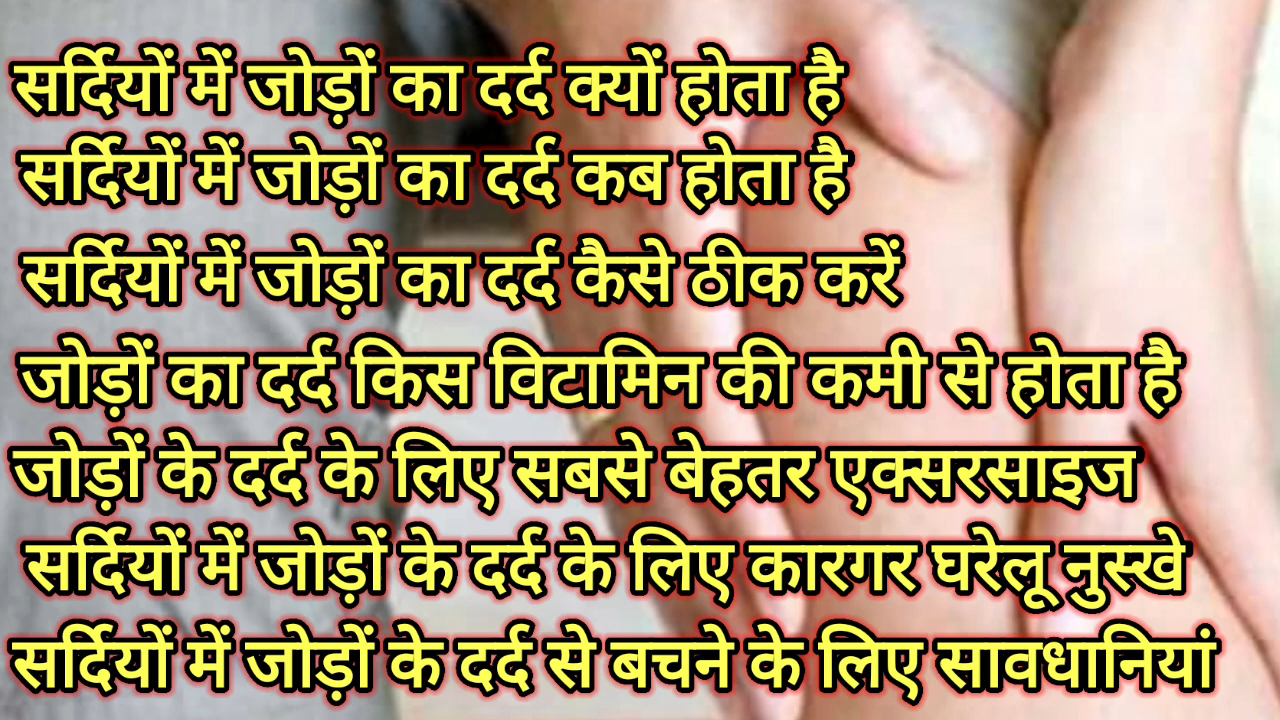 सर्दियों में जोड़ों का दर्द क्यों होता है
सर्दियों में जोड़ों का दर्द कब होता है
सर्दियों में जोड़ों का दर्द कैसे ठीक करें
जोड़ों का दर्द किस विटामिन की कमी से होता है
जोड़ों के दर्द के लिए सबसे बेहतर एक्सरसाइज
सर्दियों में जोड़ों के दर्द के लिए कारगर घरेलू नुस्खे
सर्दियों में जोड़ों के दर्द से बचने के लिए सावधानियां